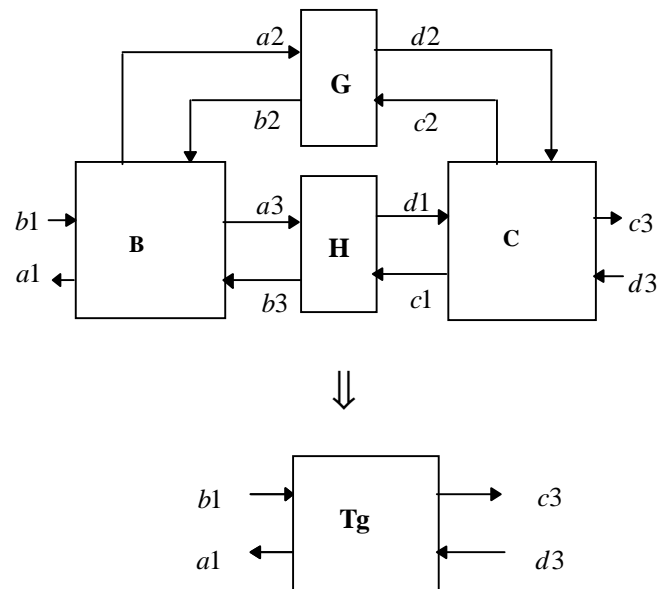 a2 d2
G
b2 c2
b1 B a3 H d1 C c3
a1 b3 c1 d3
⇓
b1 Tg c3
a1 d3